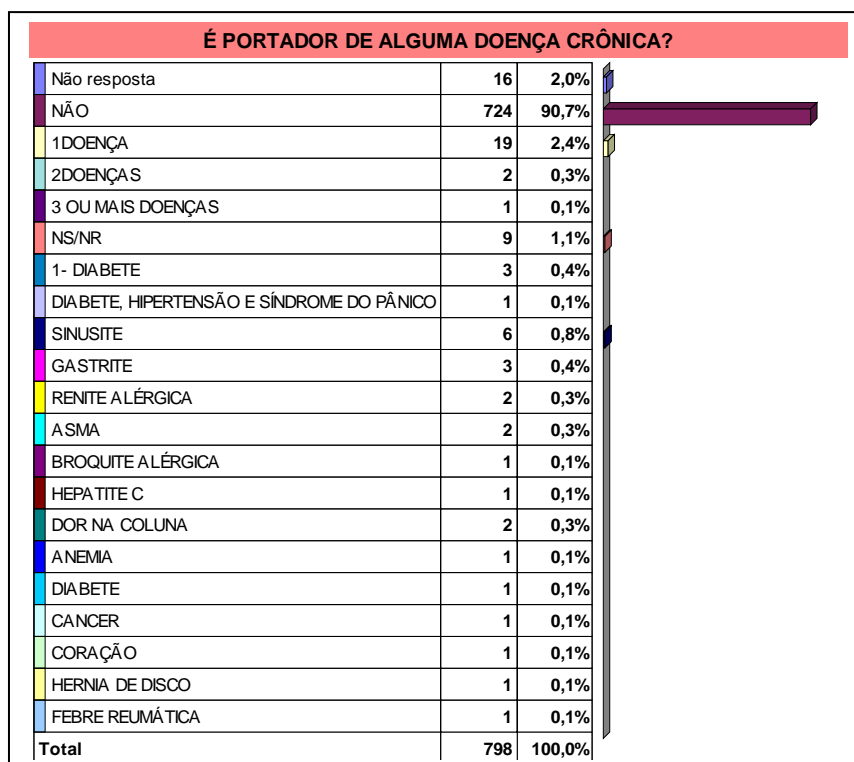 É PORTADOR DE ALGUMA DOENÇA CRÔNICA?
Não resposta 16 2,0%
NÃO 724 90,7%
1DOENÇA 19 2,4%
2DOENÇAS 2 0,3%
3 OU MAIS DOENÇAS 1 0,1%
NS/NR 9 1,1%
1- DIABETE 3 0,4%
DIABETE, HIPERTENSÃO E SÍNDROME DO PÂNICO 1 0,1%
SINUSITE 6 0,8%
GASTRITE 3 0,4%
RENITE ALÉRGICA 2 0,3%
ASMA 2 0,3%
BROQUITE ALÉRGICA 1 0,1%
HEPATITE C 1 0,1%
DOR NA COLUNA 2 0,3%
ANEMIA 1 0,1%
DIABETE 1 0,1%
CANCER 1 0,1%
CORAÇÃO 1 0,1%
HERNIA DE DISCO 1 0,1%
FEBRE REUMÁTICA 1 0,1%
Total 798 100,0%